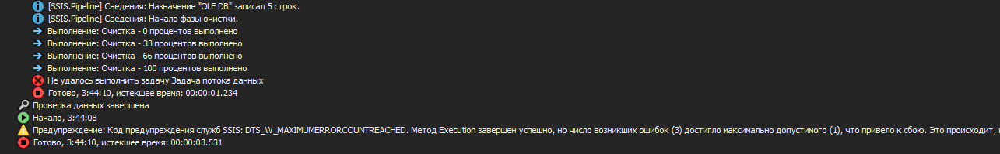 [SSIS.Pipeline] Сведения: Назначение "OLE DB" записал 5 строк.
[SSIS.Pipeline] Сведения: Начало фазы очистки.
Выполнение: Очистка - 0 процентов выполнено
Выполнение: Очистка - 33 процентов выполнено
Выполнение: Очистка - 66 процентов выполнено
Выполнение: Очистка - 100 процентов выполнено
Не удалось выполнить задачу Задача потока данных
Готово, 3:44:10, истекшее время: 00:00:01.234
Проверка данных завершена
Начало, 3:44:08
Предупреждение: Код предупреждения служб SSIS: DTS_W_MAXIMUMERRORCOUNTREACHED. Метод Execution завершен успешно, но число возникших ошибок (3) достигло максимально допустимого (1), что привело к сбою. Это происходит,
Готово, 3:44:10, истекшее время: 00:00:03.531